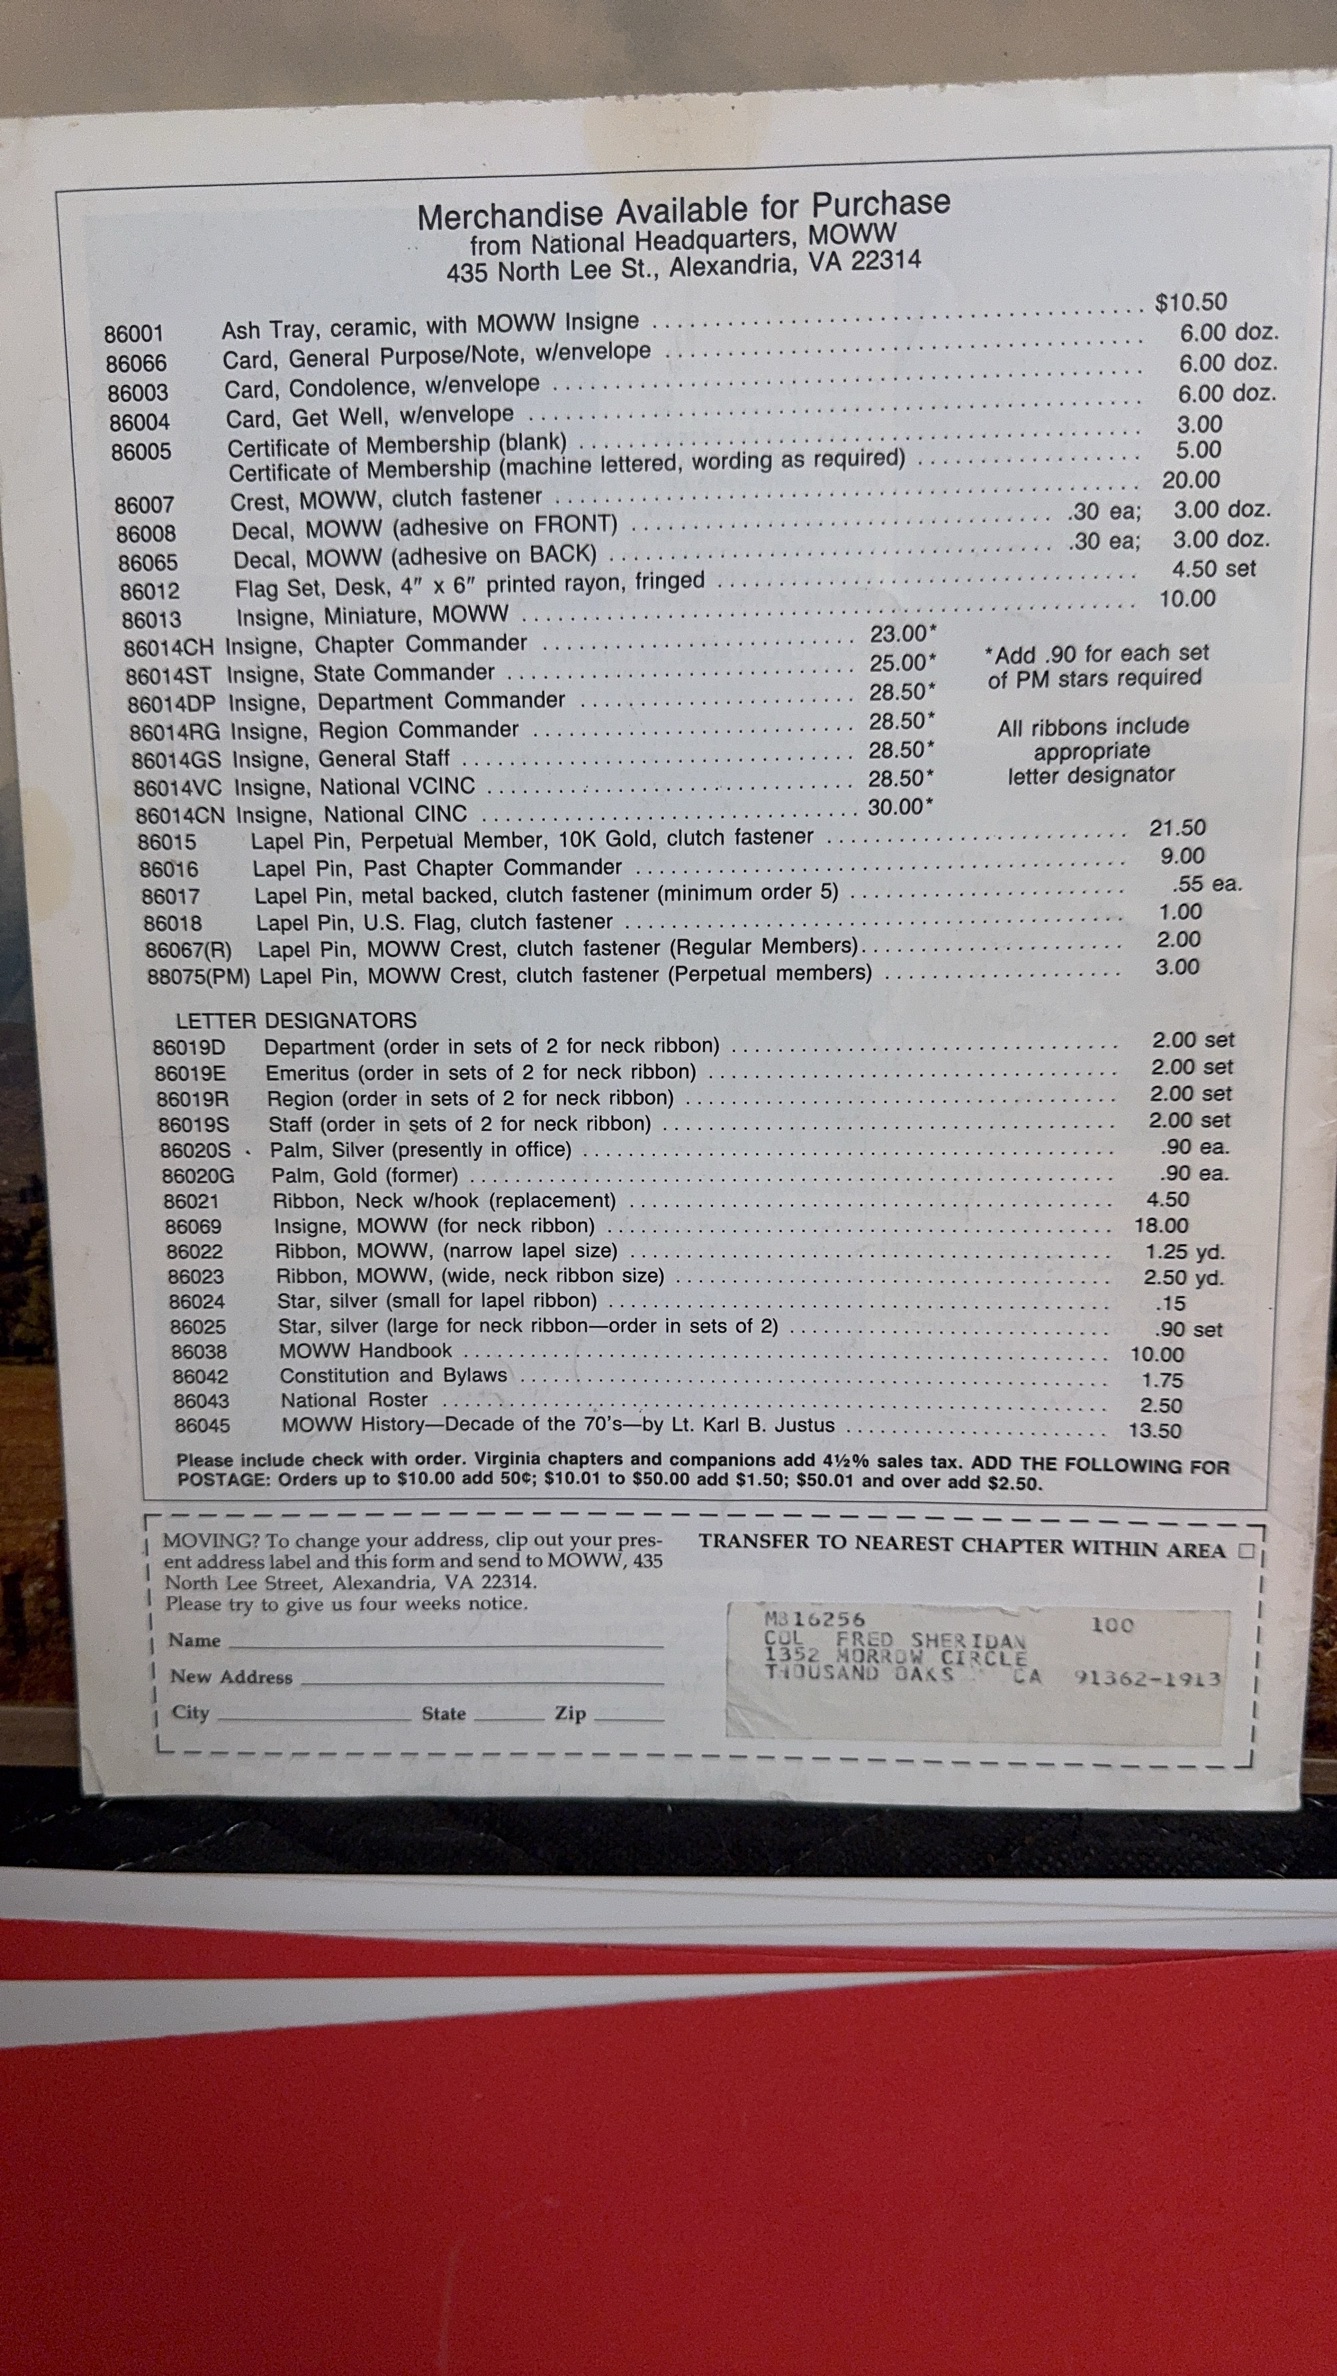 Merchandise Available for Purchase
from National Headquarters, MOWW
435 North Lee St., Alexandria, VA 22314
86001 Ash Tray, ceramic, with MOWW Insigne $10.50
86066 Card, General Purpose/Note, w/envelope 6.00 doz.
86003 Card, Condolence, w/envelope 6.00 doz.
86004 Card, Get Well, w/envelope 6.00 doz.
86005 Certificate of Membership (blank) 3.00
Certificate of Membership (machine lettered, wording as required) 5.00
86007 Crest, MOWW, clutch fastener 20.00
86008 Decal, MOWW (adhesive on FRONT) .30 ea; 3.00 doz.
86065 Decal, MOWW (adhesive on BACK) .30 ea; 3.00 doz.
86012 Flag Set, Desk, 4″ x 6″ printed rayon, fringed 4.50 set
86013 Insigne, Miniature, MOWW 10.00
86014CH Insigne, Chapter Commander 23.00*
86014ST Insigne, State Commander 25.00*
86014DP Insigne, Department Commander 28.50*
86014RG Insigne, Region Commander 28.50*
86014GS Insigne, General Staff 28.50*
86014VC Insigne, National VCINC 28.50*
86014CN Insigne, National CINC 30.00*
*Add .90 for each set
of PM stars required
All ribbons include
appropriate
letter designator
86015 Lapel Pin, Perpetual Member, 10K Gold, clutch fastener 21.50
86016 Lapel Pin, Past Chapter Commander 9.00
86017 Lapel Pin, metal backed, clutch fastener (minimum order 5) .55 ea.
86018 Lapel Pin, U.S. Flag, clutch fastener 1.00
86067(R) Lapel Pin, MOWW Crest, clutch fastener (Regular Members) 2.00
88075(PM) Lapel Pin, MOWW Crest, clutch fastener (Perpetual members) 3.00
LETTER DESIGNATORS
86019D Department (order in sets of 2 for neck ribbon) 2.00 set
86019E Emeritus (order in sets of 2 for neck ribbon) 2.00 set
86019R Region (order in sets of 2 for neck ribbon) 2.00 set
86019S Staff (order in sets of 2 for neck ribbon) 2.00 set
86020S Palm, Silver (presently in office) .90 ea.
86020G Palm, Gold (former) .90 ea.
86021 Ribbon, Neck w/hook (replacement) 4.50
86069 Insigne, MOWW (for neck ribbon) 18.00
86022 Ribbon, MOWW, (narrow lapel size) 1.25 yd.
86023 Ribbon, MOWW, (wide, neck ribbon size) 2.50 yd.
86024 Star, silver (small for lapel ribbon) .15
86025 Star, silver (large for neck ribbon—order in sets of 2) .90 set
86038 MOWW Handbook 10.00
86042 Constitution and Bylaws 1.75
86043 National Roster 2.50
86045 MOWW History—Decade of the 70's—by Lt. Karl B. Justus 13.50
Please include check with order. Virginia chapters and companions add 4½% sales tax. ADD THE FOLLOWING FOR
POSTAGE: Orders up to $10.00 add 50¢; $10.01 to $50.00 add $1.50; $50.01 and over add $2.50.
MOVING? To change your address, clip out your pres-
ent address label and this form and send to MOWW, 435
North Lee Street, Alexandria, VA 22314.
Please try to give us four weeks notice.
Name
New Address
City State Zip
TRANSFER TO NEAREST CHAPTER WITHIN AREA
M816256 100
COL FRED SHERIDAN
1352 MORROW CIRCLE
THOUSAND OAKS CA 91362-1913